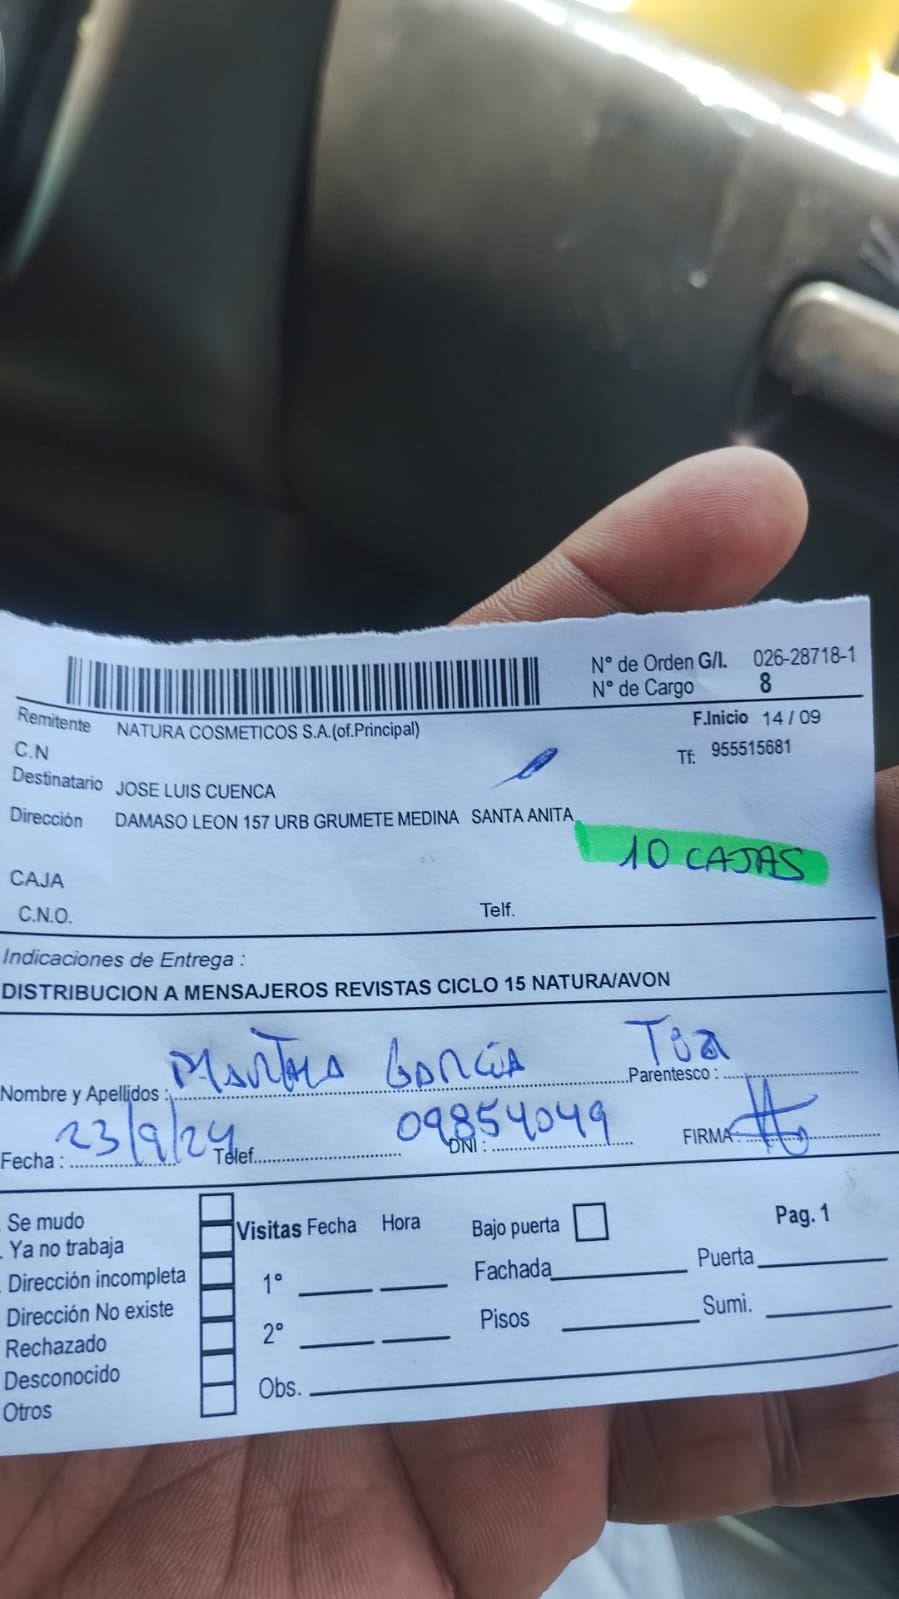 N° de Orden G/I. 026-28718-1
N° de Cargo 8
Remitente NATURA COSMETICOS S.A.(of.Principal)
F.Inicio 14 / 09
C.N
Tf: 955515681
Destinatario JOSE LUIS CUENCA
Dirección DAMASO LEON 157 URB GRUMETE MEDINA SANTA ANITA
10 CAJAS
CAJA
C.N.O. Telf.
Indicaciones de Entrega :
DISTRIBUCION A MENSAJEROS REVISTAS CICLO 15 NATURA/AVON
Nombre y Apellidos : Martha García Parentesco : Tía
Fecha : 23/9/24 Telef. DNI : 09854049 FIRMA :
Se mudo
Ya no trabaja
Dirección incompleta
Dirección No existe
Rechazado
Desconocido
Otros
Visitas Fecha Hora
1°
2°
Obs.
Bajo puerta Pag. 1
Fachada Puerta
Pisos Sumi.